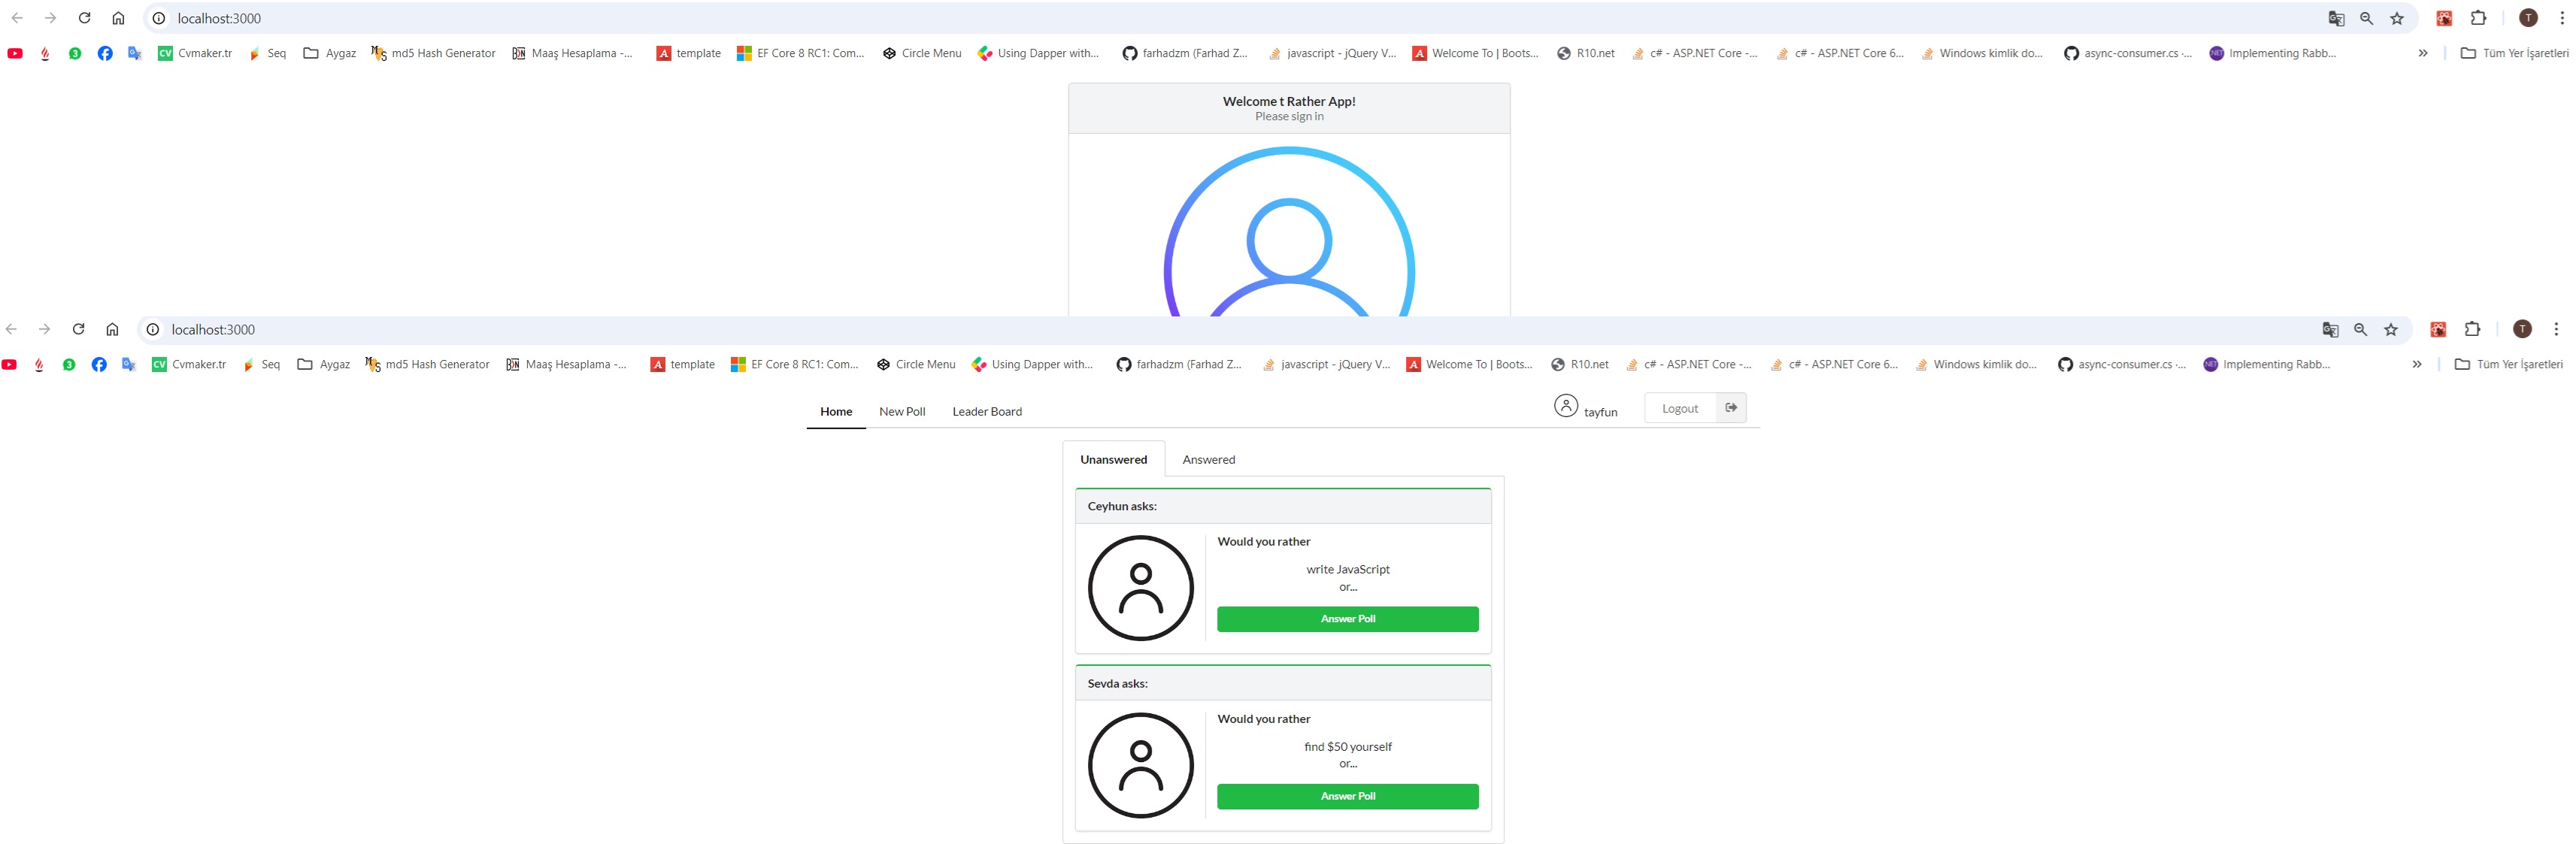 localhost:3000
T
3 CV Cvmaker.tr Seq Aygaz md5 Hash Generator Maaş Hesaplama -... A template EF Core 8 RC1: Com... Circle Menu Using Dapper with... farhadzm (Farhad Z... javascript - jQuery V... A Welcome To | Boots... R10.net c# - ASP.NET Core -... c# - ASP.NET Core 6... Windows kimlik do... async-consumer.cs ·... NET Implementing Rabb... » Tüm Yer İşaretleri
Welcome t Rather App!
Please sign in
localhost:3000
T
3 CV Cvmaker.tr Seq Aygaz md5 Hash Generator Maaş Hesaplama -... A template EF Core 8 RC1: Com... Circle Menu Using Dapper with... farhadzm (Farhad Z... javascript - jQuery V... A Welcome To | Boots... R10.net c# - ASP.NET Core -... c# - ASP.NET Core 6... Windows kimlik do... async-consumer.cs ·... NET Implementing Rabb... » Tüm Yer İşaretleri
Home New Poll Leader Board tayfun Logout
Unanswered Answered
Ceyhun asks:
Would you rather
write JavaScript
or...
Answer Poll
Sevda asks:
Would you rather
find $50 yourself
or...
Answer Poll